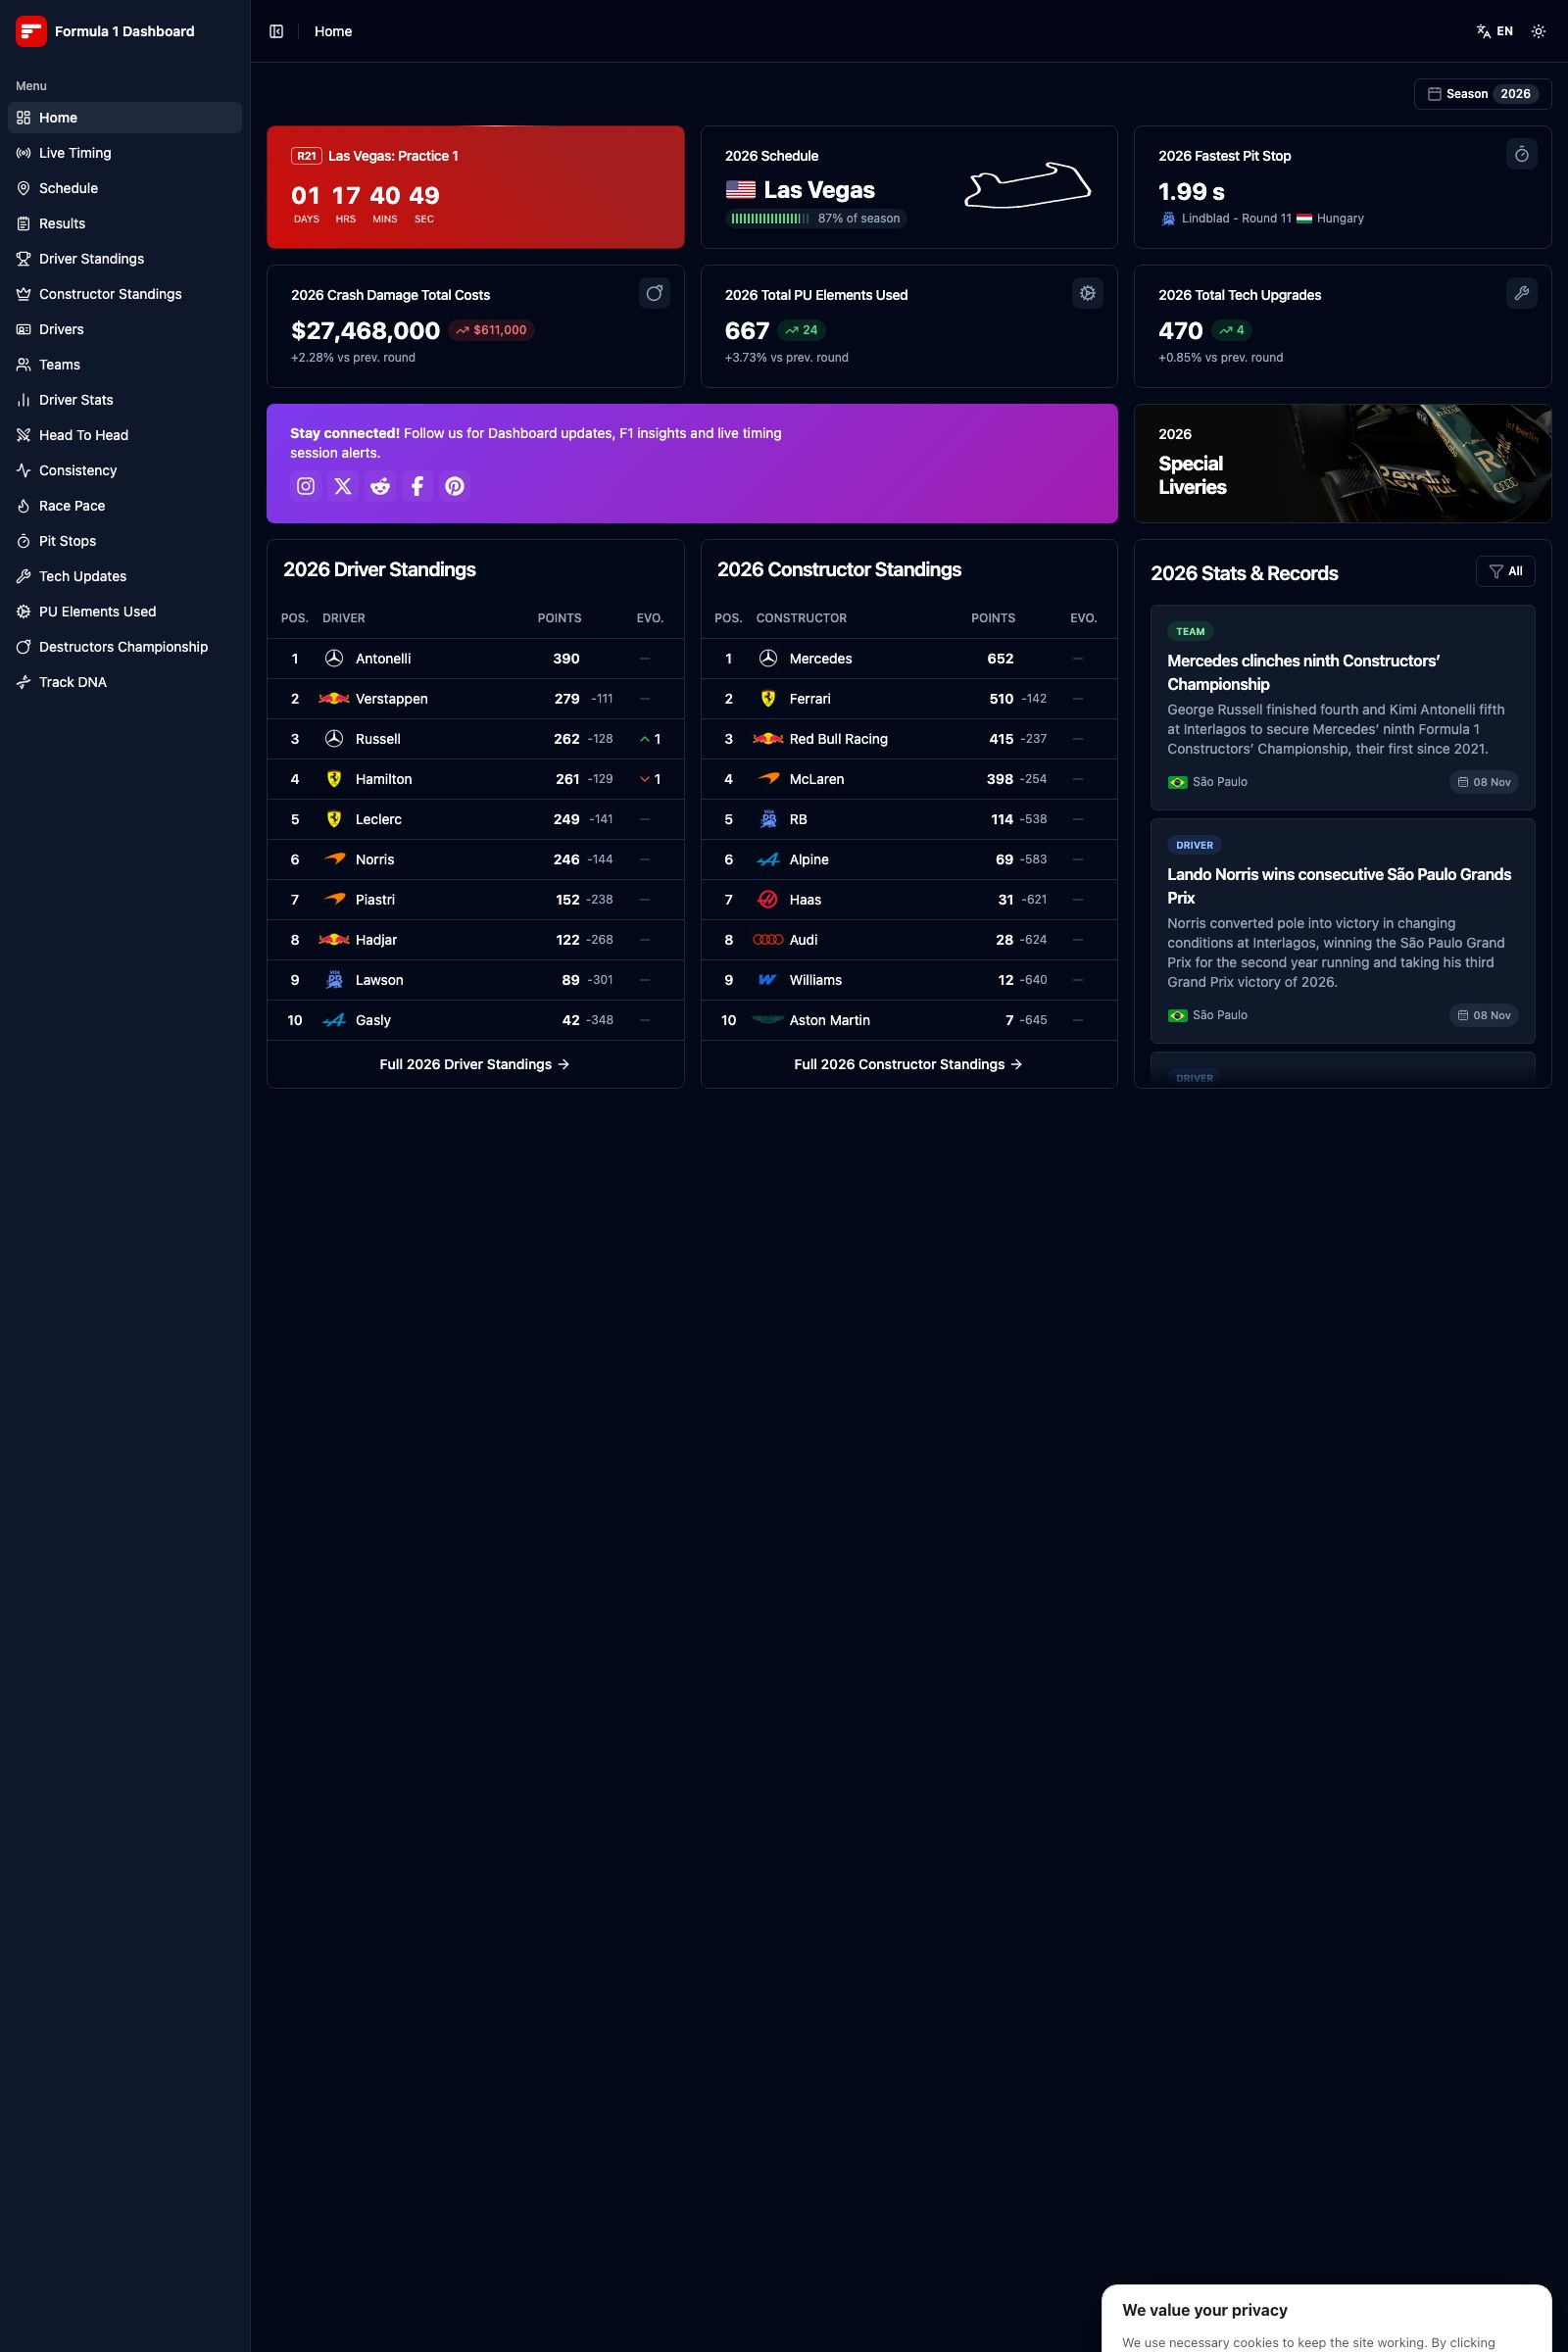 Formula 1 Dashboard
Menu
Home
Live Timing
Schedule
Results
Driver Standings
Constructor Standings
Drivers
Teams
Driver Stats
Head To Head
Consistency
Race Pace
Pit Stops
Tech Updates
PU Elements Used
Destructors Championship
Track DNA
Home
EN
Season 2026
R21 Las Vegas: Practice 1
01 17 40 49
DAYS HRS MINS SEC
2026 Schedule
Las Vegas
87% of season
2026 Fastest Pit Stop
1.99 s
Lindblad - Round 11 Hungary
2026 Crash Damage Total Costs
$27,468,000 $611,000
+2.28% vs prev. round
2026 Total PU Elements Used
667 24
+3.73% vs prev. round
2026 Total Tech Upgrades
470 4
+0.85% vs prev. round
Stay connected! Follow us for Dashboard updates, F1 insights and live timing
session alerts.
2026
Special
Liveries
2026 Driver Standings
POS. DRIVER POINTS EVO.
1 Antonelli 390 —
2 Verstappen 279 -111 —
3 Russell 262 -128 1
4 Hamilton 261 -129 1
5 Leclerc 249 -141 —
6 Norris 246 -144 —
7 Piastri 152 -238 —
8 Hadjar 122 -268 —
9 Lawson 89 -301 —
10 Gasly 42 -348 —
Full 2026 Driver Standings →
2026 Constructor Standings
POS. CONSTRUCTOR POINTS EVO.
1 Mercedes 652 —
2 Ferrari 510 -142 —
3 Red Bull Racing 415 -237 —
4 McLaren 398 -254 —
5 RB 114 -538 —
6 Alpine 69 -583 —
7 Haas 31 -621 —
8 Audi 28 -624 —
9 Williams 12 -640 —
10 Aston Martin 7 -645 —
Full 2026 Constructor Standings →
2026 Stats & Records
All
TEAM
Mercedes clinches ninth Constructors’
Championship
George Russell finished fourth and Kimi Antonelli fifth
at Interlagos to secure Mercedes’ ninth Formula 1
Constructors’ Championship, their first since 2021.
São Paulo 08 Nov
DRIVER
Lando Norris wins consecutive São Paulo Grands
Prix
Norris converted pole into victory in changing
conditions at Interlagos, winning the São Paulo Grand
Prix for the second year running and taking his third
Grand Prix victory of 2026.
São Paulo 08 Nov
DRIVER
We value your privacy
We use necessary cookies to keep the site working. By clicking